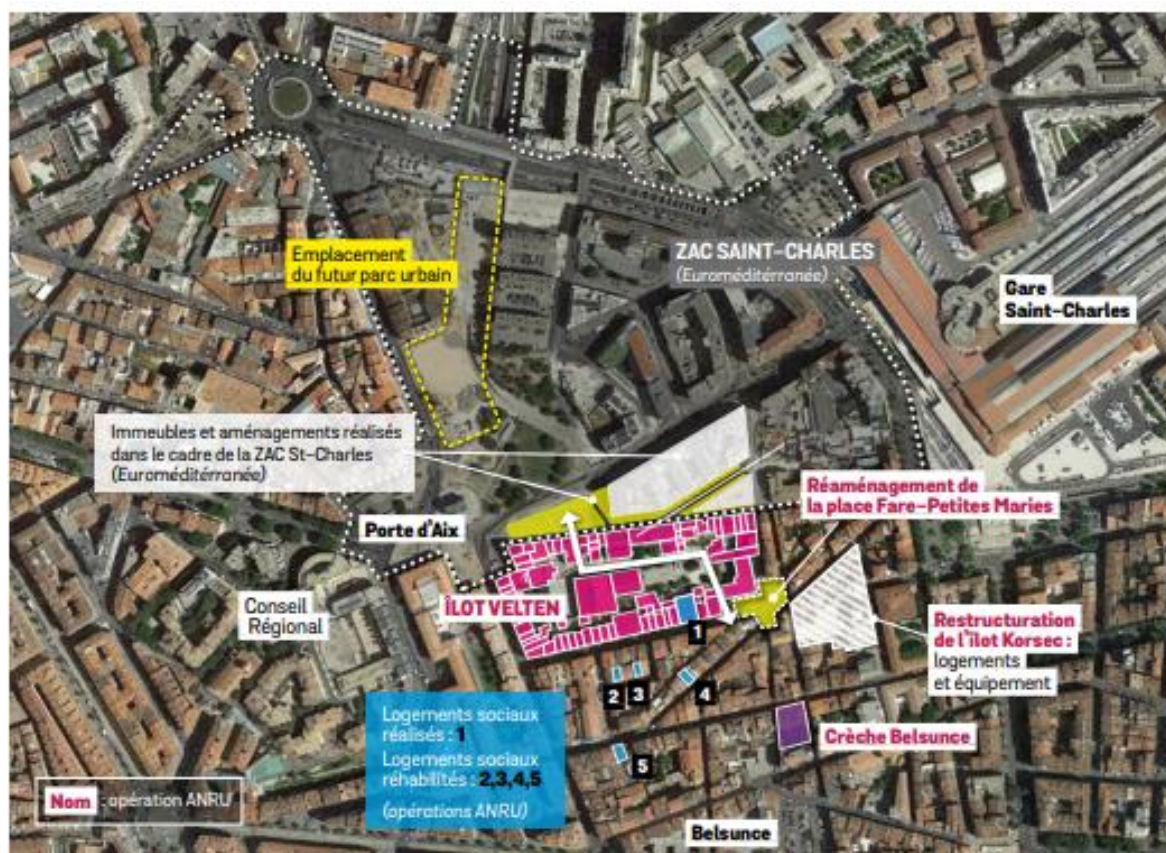 Emplacement
du futur parc urbain
ZAC SAINT-CHARLES
(Euroméditérranée)
Gare
Saint-Charles
Immeubles et aménagements réalisés
dans le cadre de la ZAC St-Charles
(Euroméditérranée)
Réaménagement de
la place Fare-Petites Maries
Porte d'Aix
ÎLOT VELTEN
Conseil
Régional
Restructuration
de l'îlot Korsec :
logements
et équipement
1
2
3
4
5
Logements sociaux
réalisés : 1
Logements sociaux
réhabilités : 2,3,4,5
(opérations ANRU)
Crèche Belsunce
Nom : opération ANRU
Belsunce